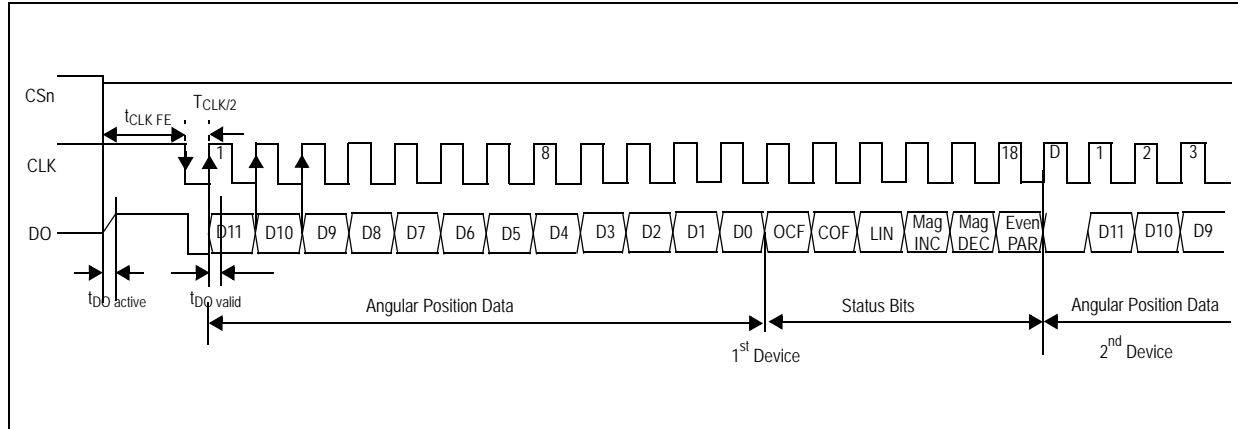 CSn
t CLK FE
TCLK/2
CLK
1
8
18
D
1
2
3
DO
D11
D10
D9
D8
D7
D6
D5
D4
D3
D2
D1
D0
OCF
COF
LIN
Mag
INC
Mag
DEC
Even
PAR
D11
D10
D9
tDO active
tDO valid
Angular Position Data
Status Bits
Angular Position Data
1st Device
2nd Device